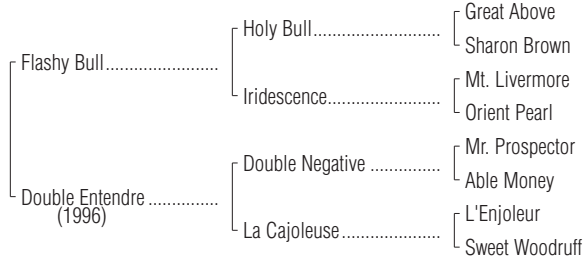 Great Above
Holy Bull
Sharon Brown
Flashy Bull
Mt. Livermore
Iridescence
Orient Pearl
Mr. Prospector
Double Negative
Able Money
Double Entendre
(1996)
L'Enjoleur
La Cajoleuse
Sweet Woodruff